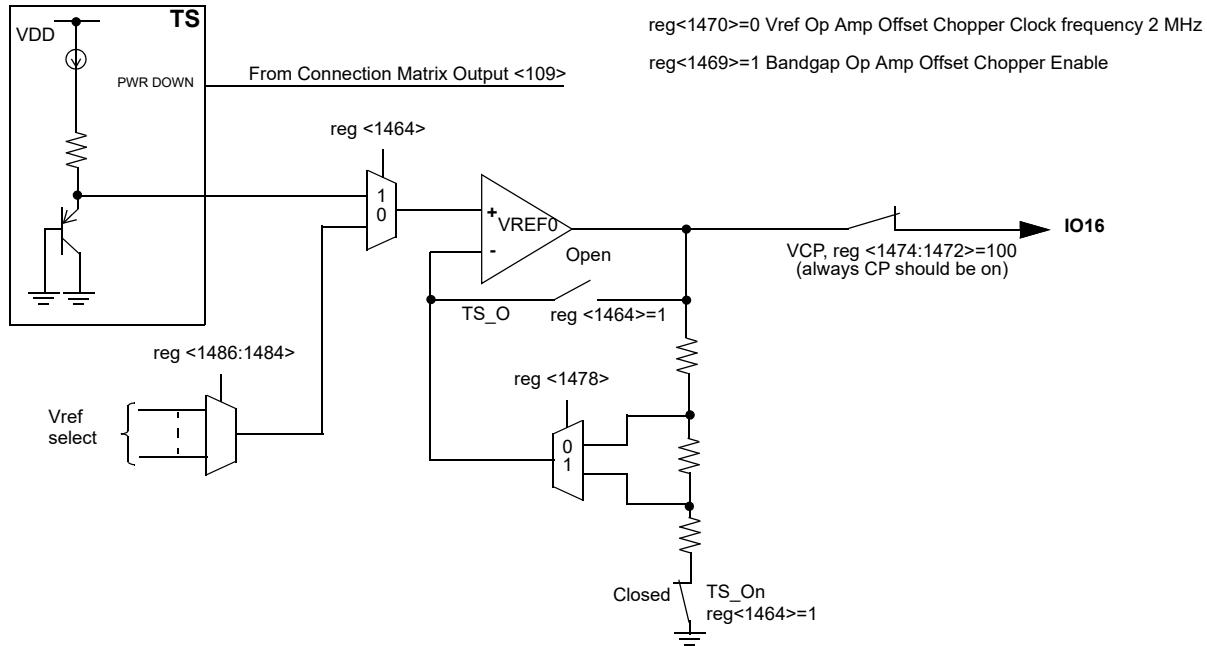 TS
VDD
PWR DOWN
From Connection Matrix Output <109>
reg<1470>=0 Vref Op Amp Offset Chopper Clock frequency 2 MHz
reg<1469>=1 Bandgap Op Amp Offset Chopper Enable
reg <1464>
1
0
+
VREF0
-
Open
IO16
VCP, reg <1474:1472>=100
(always CP should be on)
TS_O
reg <1464>=1
reg <1486:1484>
reg <1478>
Vref
select
0
1
Closed
TS_On
reg<1464>=1